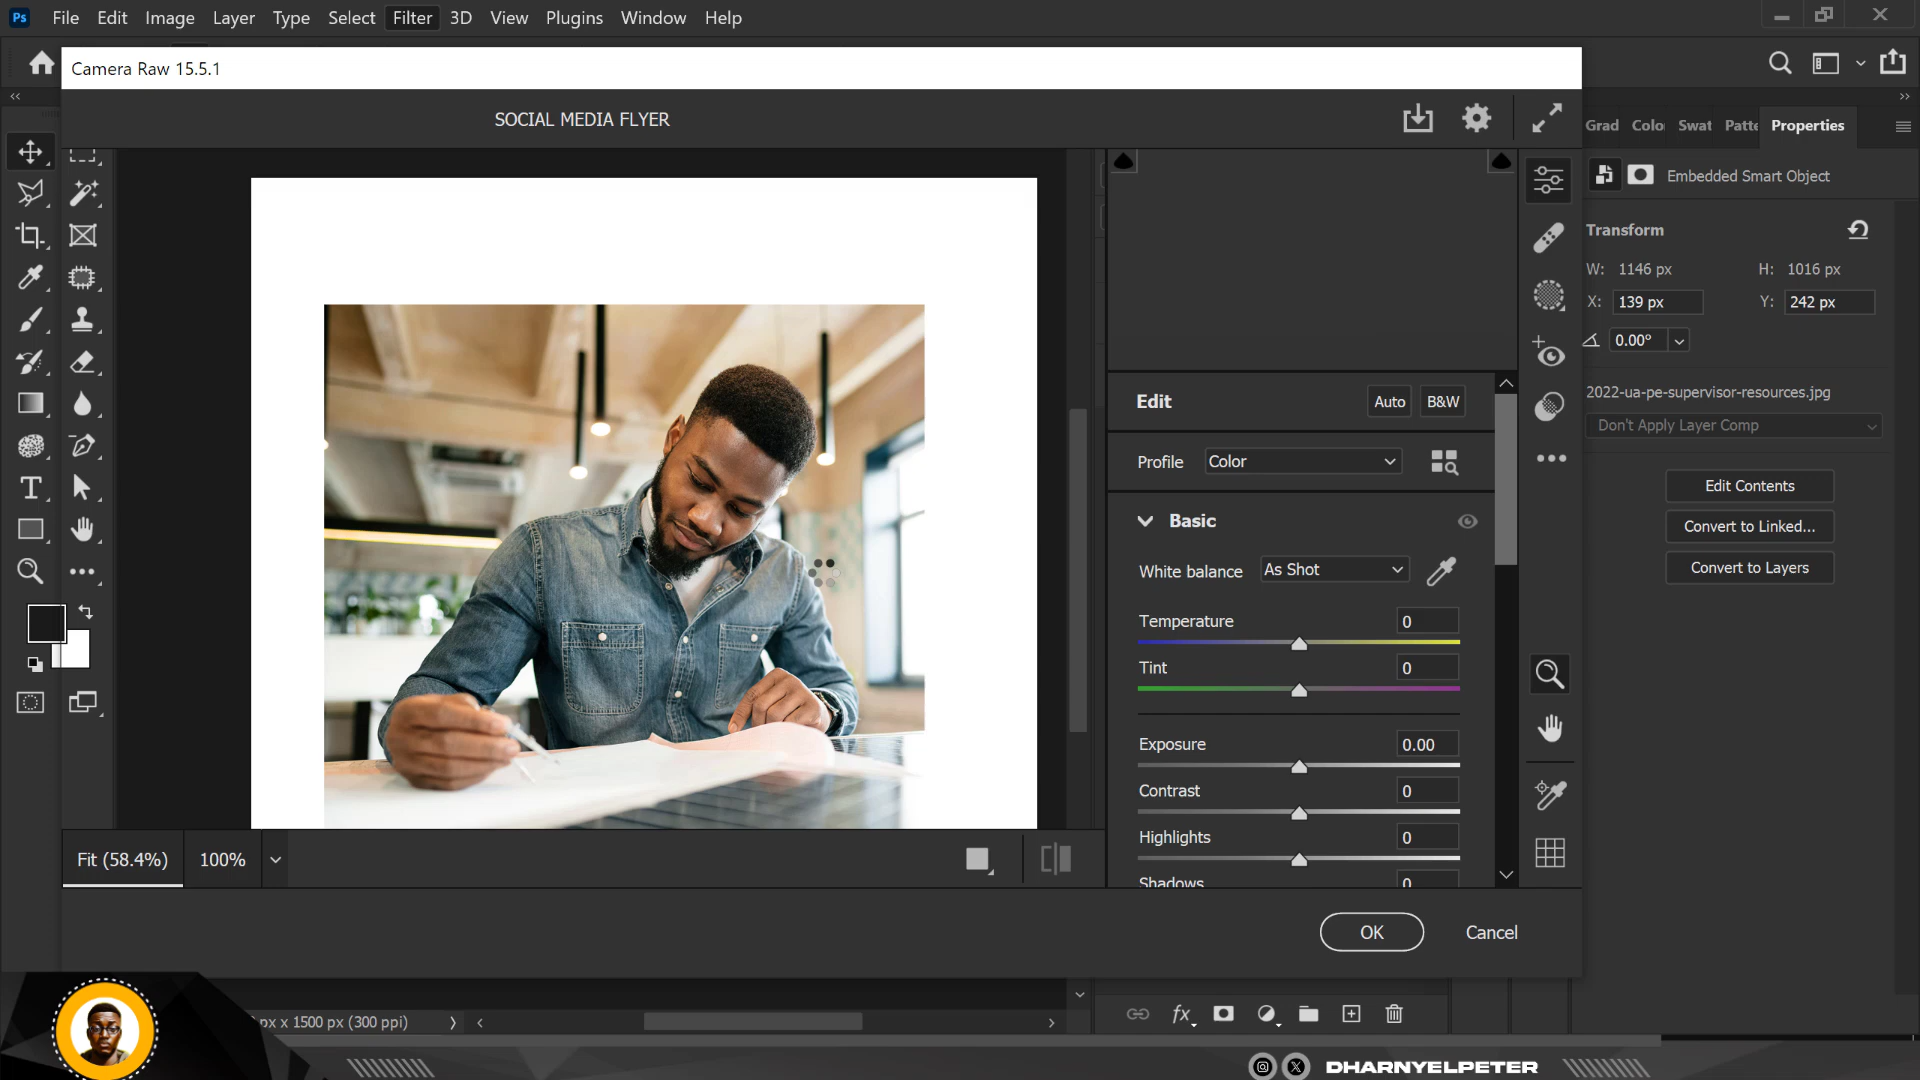 Ps File Edit Image Layer Type Select Filter 3D View Plugins Window Help
Camera Raw 15.5.1
SOCIAL MEDIA FLYER
Grad Colo Swat Patte Properties
Embedded Smart Object
Transform
W: 1146 px H: 1016 px
X: 139 px Y: 242 px
0.00°
2022-ua-pe-supervisor-resources.jpg
Don't Apply Layer Comp
Edit Contents
Convert to Linked...
Convert to Layers
Edit Auto B&W
Profile Color
Basic
White balance As Shot
Temperature 0
Tint 0
Exposure 0.00
Contrast 0
Highlights 0
Shadows 0
Fit (58.4%) 100%
OK Cancel
px x 1500 px (300 ppi)
fx
DHARNYELPETER